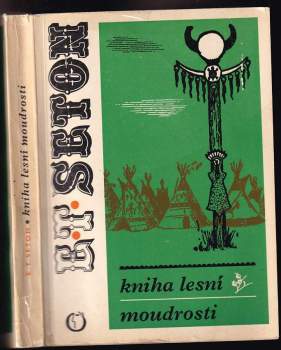 E.T. SETON • kniha lesní moudrosti
E.T. SETON
kniha lesní
moudrosti